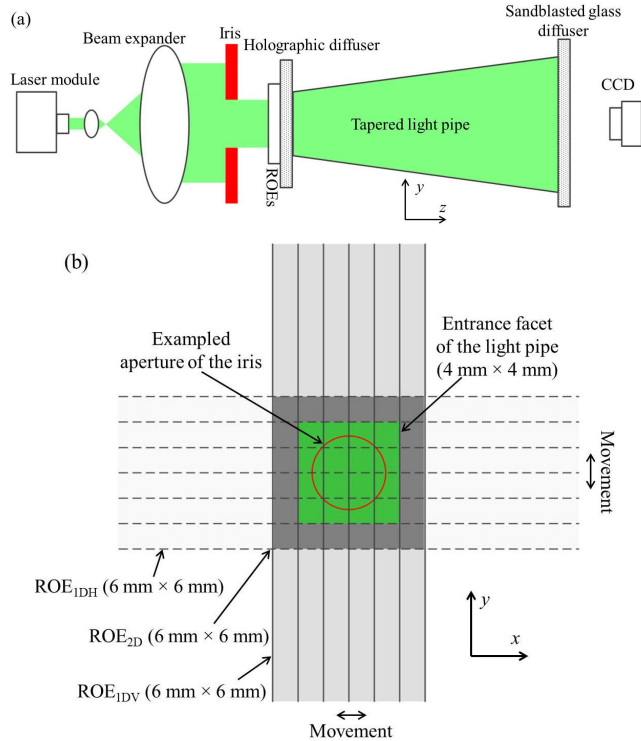 (a)
Beam expander
Iris
Sandblasted glass
diffuser
Holographic diffuser
Laser module
CCD
Tapered light pipe
ROEs
y
z
(b)
Exampled
aperture of the iris
Entrance facet
of the light pipe
(4 mm × 4 mm)
Movement
ROE1DH (6 mm × 6 mm)
ROE2D (6 mm × 6 mm)
ROE1DV (6 mm × 6 mm)
y
x
Movement